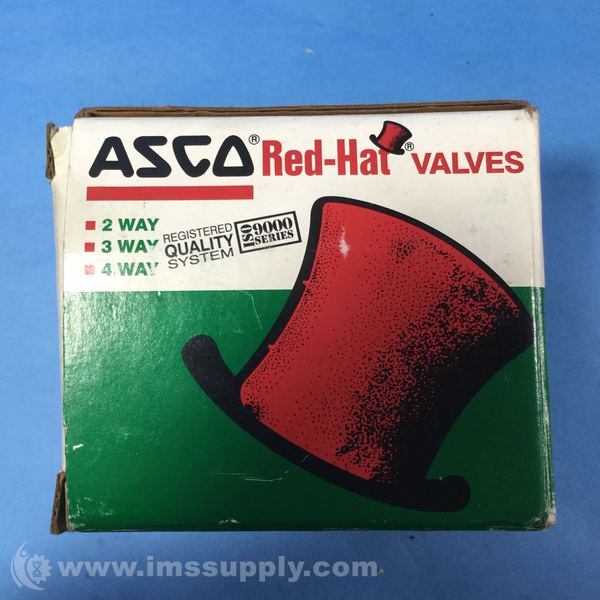 ASCO® Red-Hat® VALVES
2 WAY
3 WAY
4 WAY
REGISTERED
QUALITY
SYSTEM
ISO 9000
SERIES
www.imssupply.com